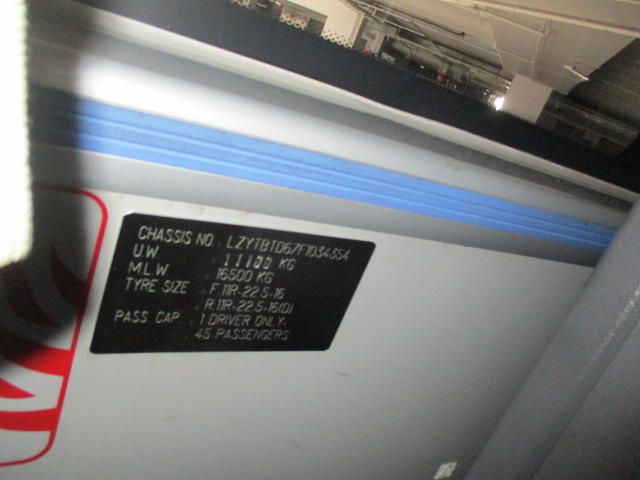 CHASSIS NO : LZYTBTD67F1034354
U.W. : 11100 KG
M.L.W. : 16500 KG
TYRE SIZE : F 11R-22.5-16
: R 11R-22.5-16(D)
PASS. CAP. : 1 DRIVER ONLY.
: 45 PASSENGERS